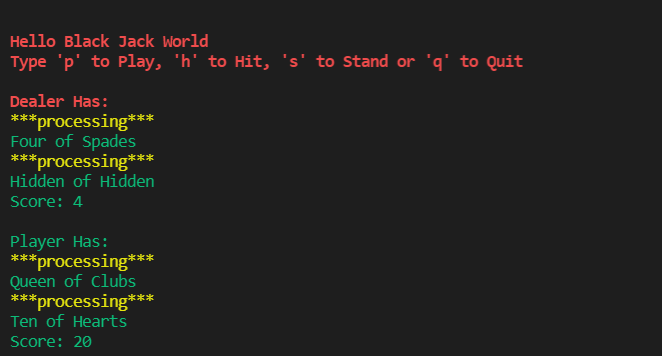 Hello Black Jack World
Type 'p' to Play, 'h' to Hit, 's' to Stand or 'q' to Quit
Dealer Has:
***processing***
Four of Spades
***processing***
Hidden of Hidden
Score: 4
Player Has:
***processing***
Queen of Clubs
***processing***
Ten of Hearts
Score: 20